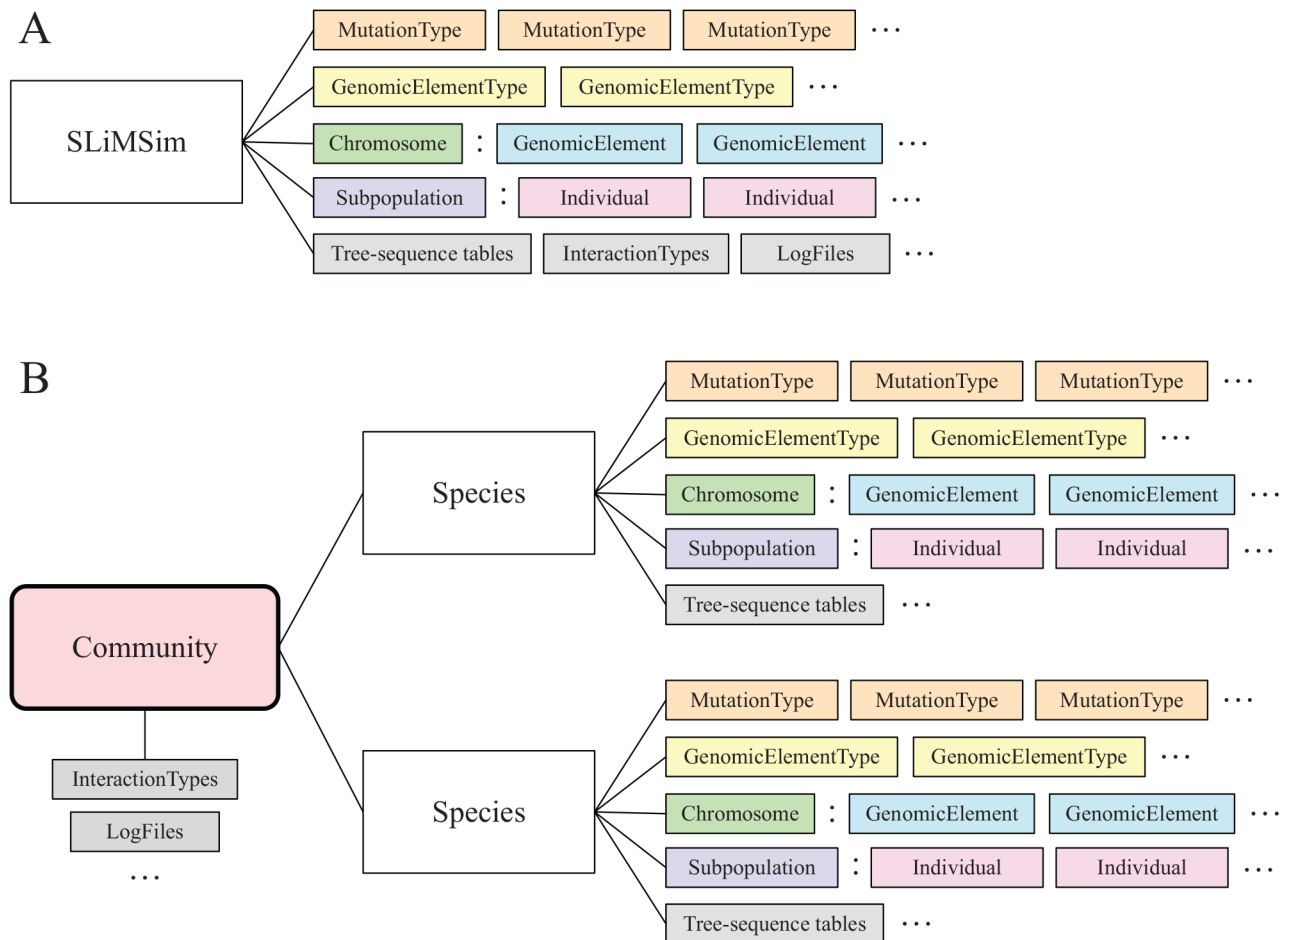 A
MutationType MutationType MutationType ...
GenomicElementType GenomicElementType ...
SLiMSim
Chromosome : GenomicElement GenomicElement ...
Subpopulation : Individual Individual ...
Tree-sequence tables InteractionTypes LogFiles ...
B
MutationType MutationType MutationType ...
GenomicElementType GenomicElementType ...
Species
Chromosome : GenomicElement GenomicElement ...
Subpopulation : Individual Individual ...
Tree-sequence tables ...
Community
InteractionTypes
LogFiles
...
MutationType MutationType MutationType ...
GenomicElementType GenomicElementType ...
Species
Chromosome : GenomicElement GenomicElement ...
Subpopulation : Individual Individual ...
Tree-sequence tables ...